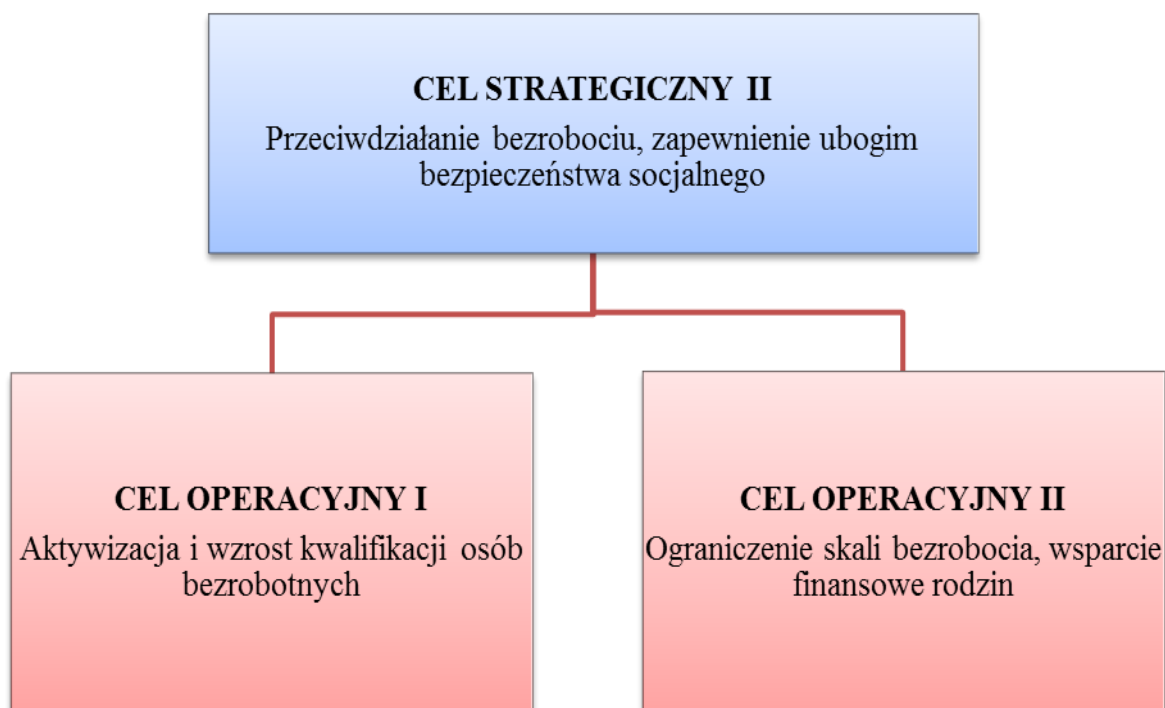 CEL STRATEGICZNY II
Przeciwdziałanie bezrobociu, zapewnienie ubogim
bezpieczeństwa socjalnego
CEL OPERACYJNY I
Aktywizacja i wzrost kwalifikacji osób
bezrobotnych
CEL OPERACYJNY II
Ograniczenie skali bezrobocia, wsparcie
finansowe rodzin